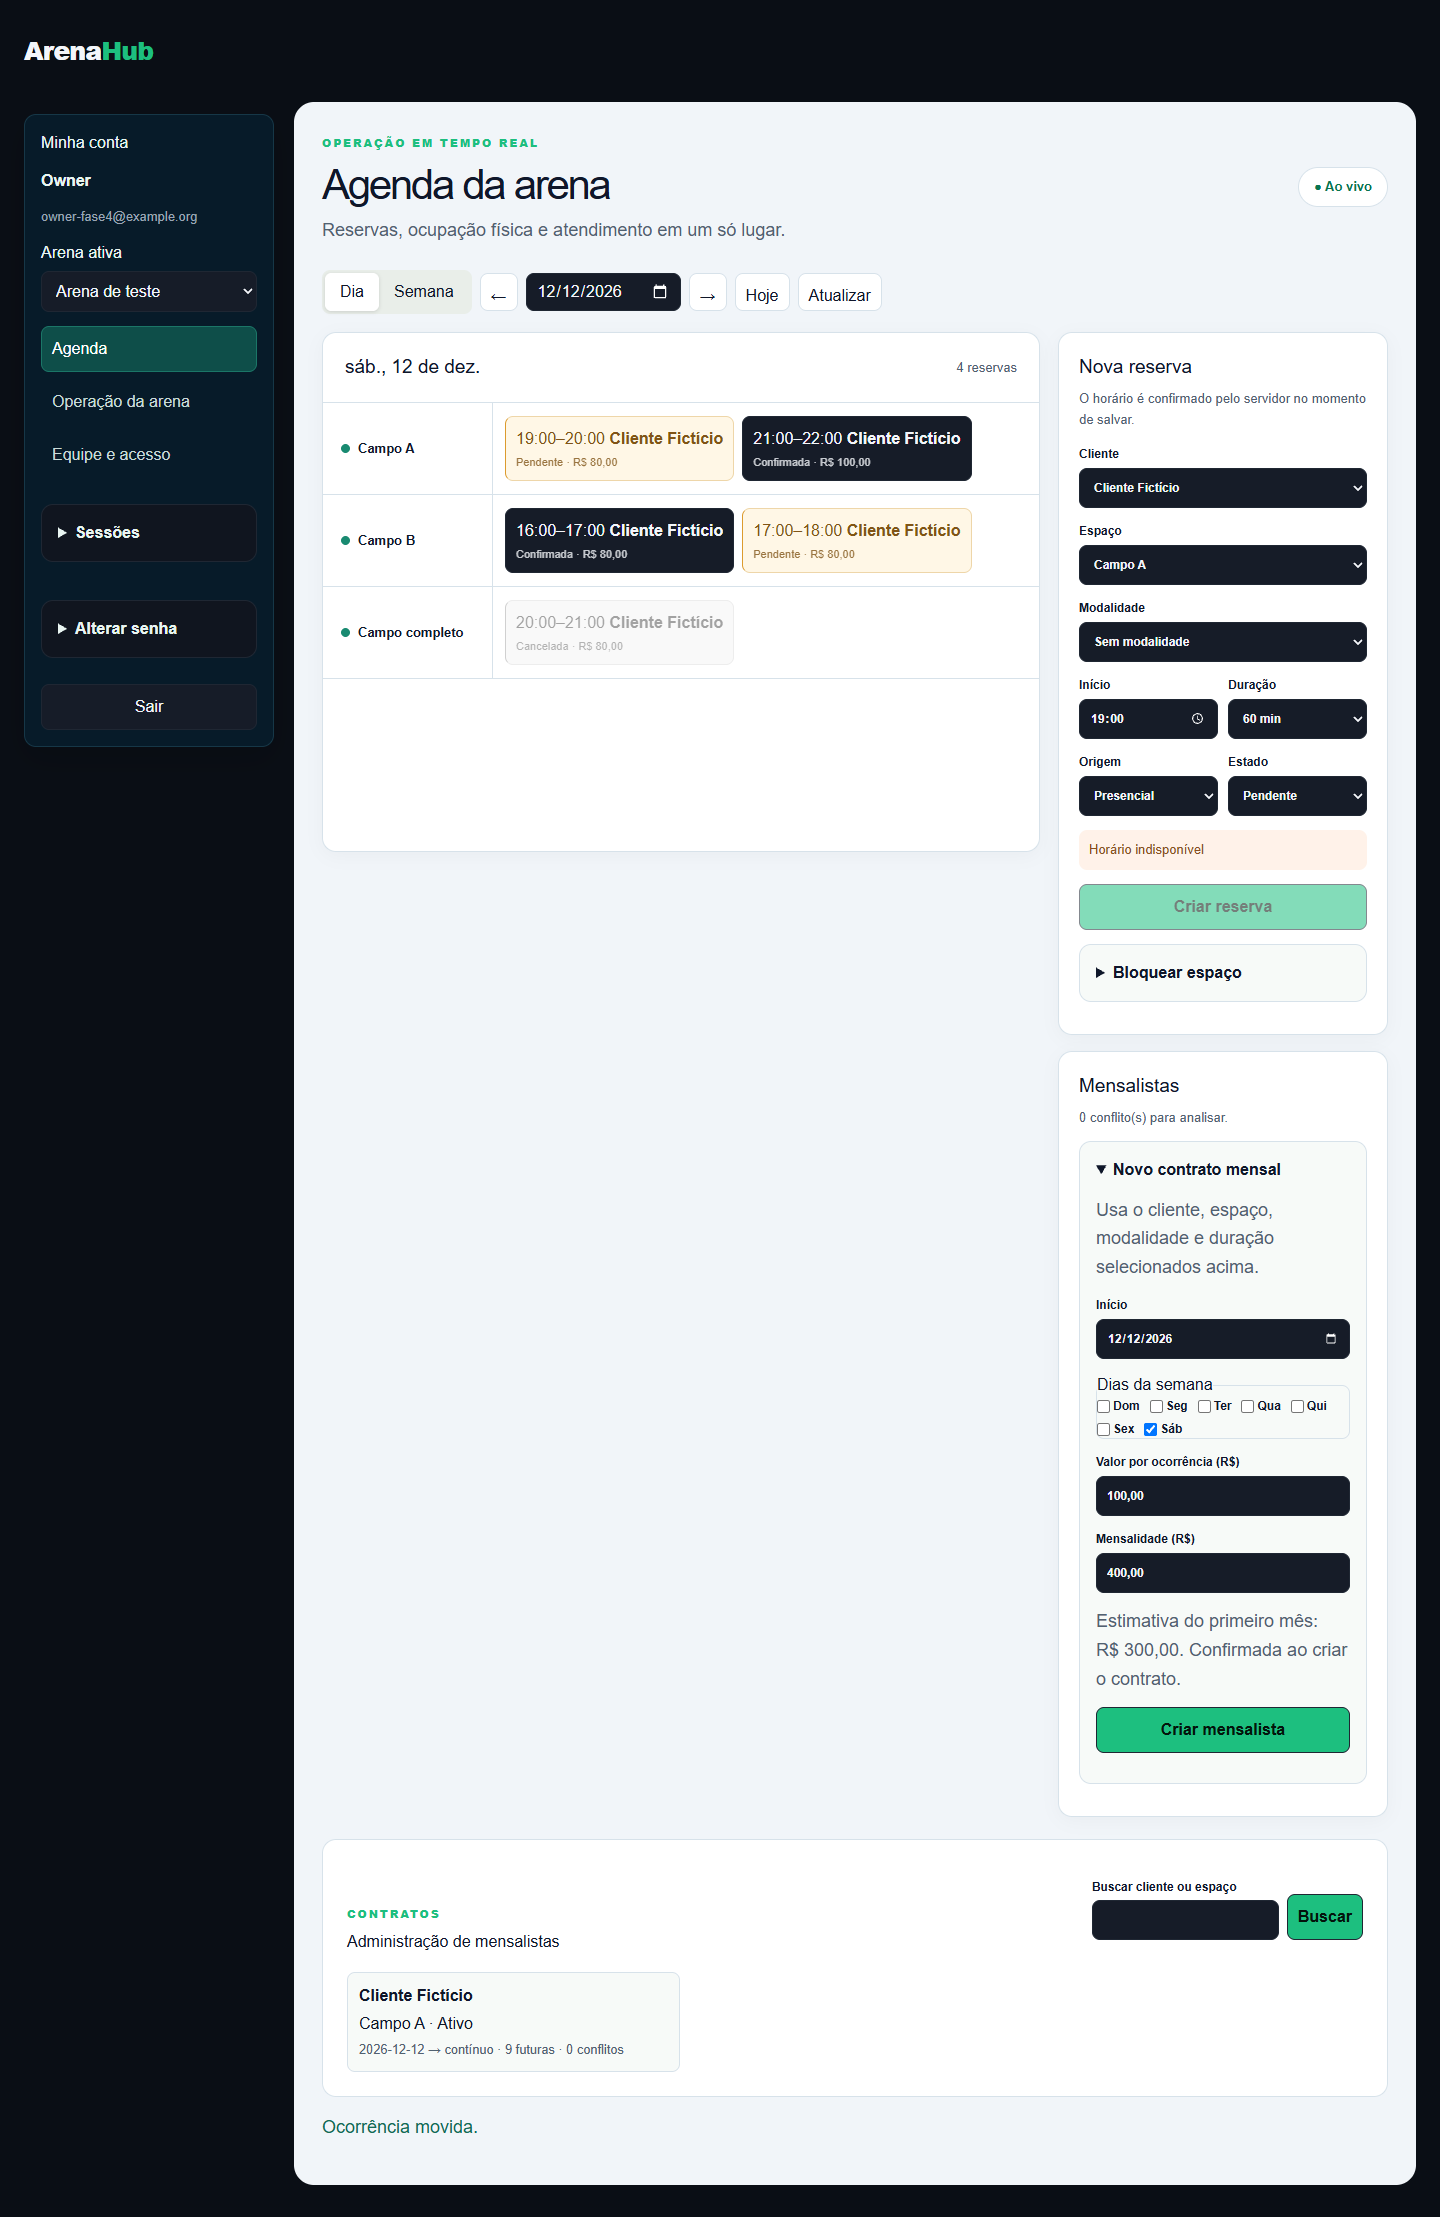 ArenaHub
Minha conta
Owner
owner-fase4@example.org
Arena ativa
Arena de teste
Agenda
Operação da arena
Equipe e acesso
Sessões
Alterar senha
Sair
OPERAÇÃO EM TEMPO REAL
Agenda da arena
Reservas, ocupação física e atendimento em um só lugar.
Ao vivo
Dia
Semana
←
12/12/2026
→
Hoje
Atualizar
sáb., 12 de dez.
4 reservas
Campo A
19:00–20:00 Cliente Fictício
Pendente · R$ 80,00
21:00–22:00 Cliente Fictício
Confirmada · R$ 100,00
Campo B
16:00–17:00 Cliente Fictício
Confirmada · R$ 80,00
17:00–18:00 Cliente Fictício
Pendente · R$ 80,00
Campo completo
20:00–21:00 Cliente Fictício
Cancelada · R$ 80,00
Nova reserva
O horário é confirmado pelo servidor no momento
de salvar.
Cliente
Cliente Fictício
Espaço
Campo A
Modalidade
Sem modalidade
Início
19:00
Duração
60 min
Origem
Presencial
Estado
Pendente
Horário indisponível
Criar reserva
Bloquear espaço
Mensalistas
0 conflito(s) para analisar.
Novo contrato mensal
Usa o cliente, espaço,
modalidade e duração
selecionados acima.
Início
12/12/2026
Dias da semana
Dom Seg Ter Qua Qui
Sex Sáb
Valor por ocorrência (R$)
100,00
Mensalidade (R$)
400,00
Estimativa do primeiro mês:
R$ 300,00. Confirmada ao criar
o contrato.
Criar mensalista
CONTRATOS
Administração de mensalistas
Buscar cliente ou espaço
Buscar
Cliente Fictício
Campo A · Ativo
2026-12-12 → contínuo · 9 futuras · 0 conflitos
Ocorrência movida.